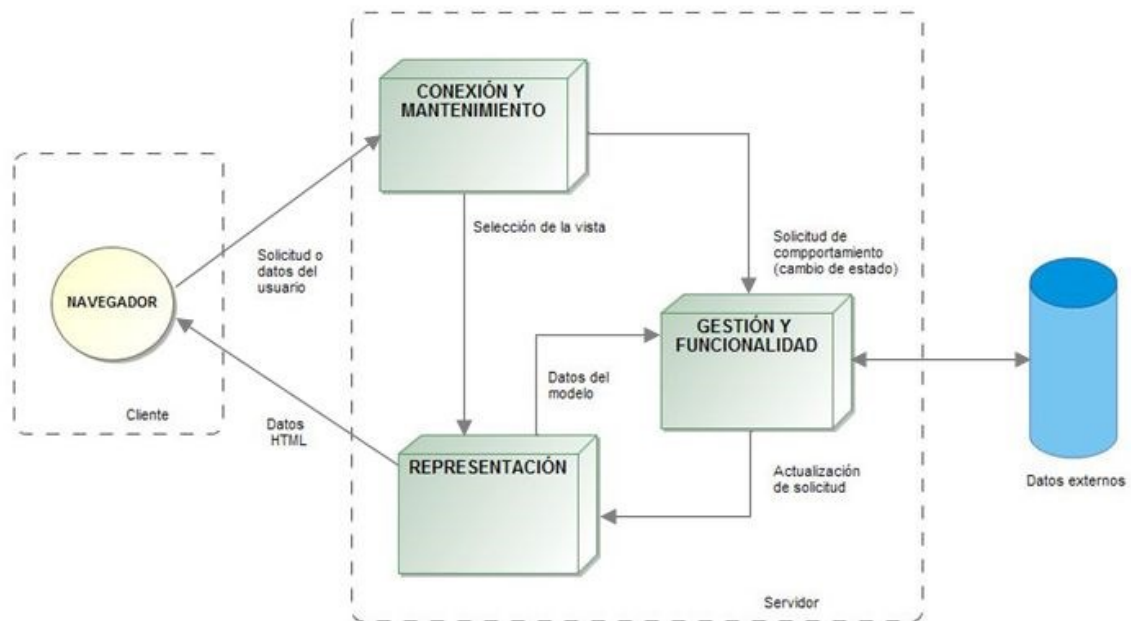 CONEXIÓN Y
MANTENIMIENTO
Selección de la vista
Solicitud de
compportamiento
(cambio de estado)
Solicitud o
datos del
usuario
NAVEGADOR
GESTIÓN Y
FUNCIONALIDAD
Datos del
modelo
Cliente
Datos
HTML
REPRESENTACIÓN
Actualización
de solicitud
Datos externos
Servidor